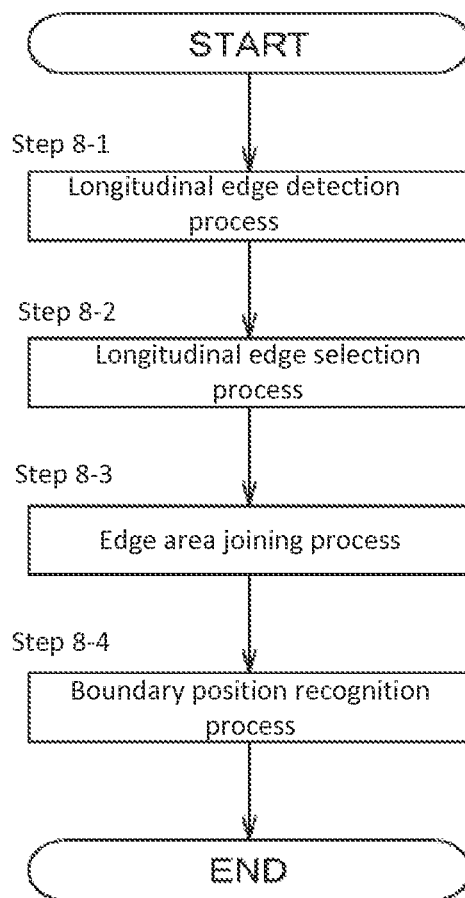 START
Step 8-1
Longitudinal edge detection
process
Step 8-2
Longitudinal edge selection
process
Step 8-3
Edge area joining process
Step 8-4
Boundary position recognition
process
END